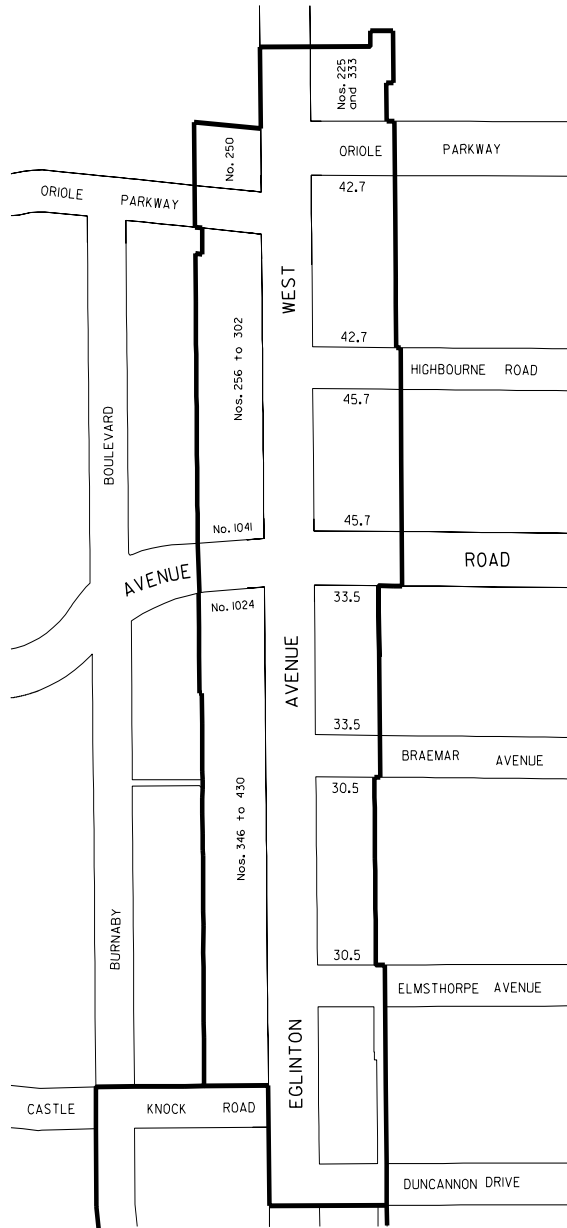 Nos. 225
and 333
No. 250
ORIOLE PARKWAY
ORIOLE PARKWAY
42.7
WEST
Nos. 256 to 302
42.7
HIGHBOURNE ROAD
45.7
BOULEVARD
45.7
No. 1041
ROAD
AVENUE
33.5
No. 1024
AVENUE
33.5
BRAEMAR AVENUE
30.5
Nos. 346 to 430
BURNABY
30.5
ELMSTHORPE AVENUE
EGLINTON
CASTLE KNOCK ROAD
DUNCANNON DRIVE